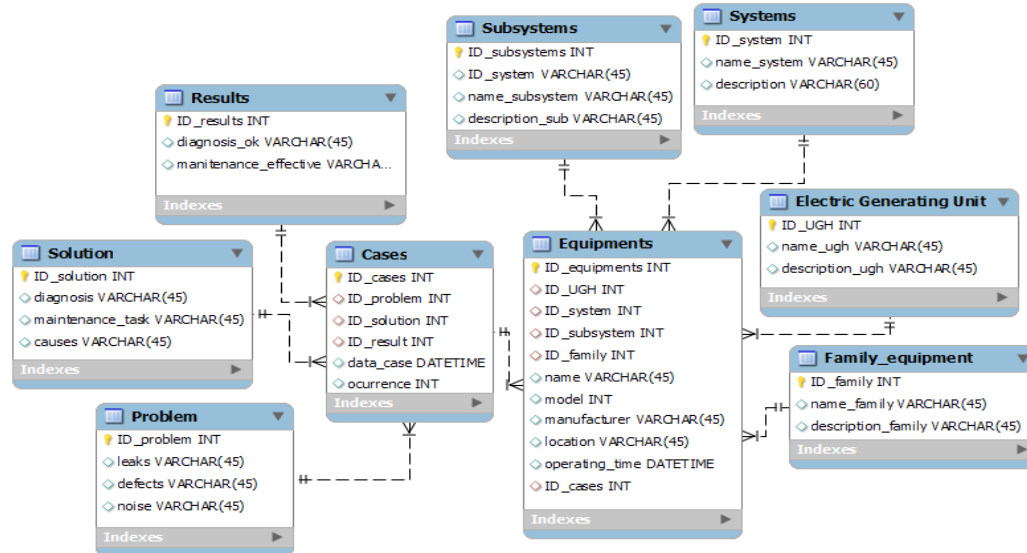 Subsystems
ID_subsystems INT
ID_system VARCHAR(45)
name_subsystem VARCHAR(45)
description_sub VARCHAR(45)
Indexes
Systems
ID_system INT
name_system VARCHAR(45)
description VARCHAR(60)
Indexes
Results
ID_results INT
diagnosis_ok VARCHAR(45)
manitenance_effective VARCHA...
Indexes
Electric Generating Unit
ID_UGH INT
name_ugh VARCHAR(45)
description_ugh VARCHAR(45)
Indexes
Solution
ID_solution INT
diagnosis VARCHAR(45)
maintenance_task VARCHAR(45)
causes VARCHAR(45)
Indexes
Cases
ID_cases INT
ID_problem INT
ID_solution INT
ID_result INT
data_case DATETIME
ocurrence INT
Indexes
Equipments
ID_equipments INT
ID_UGH INT
ID_system INT
ID_subsystem INT
ID_family INT
name VARCHAR(45)
model INT
manufacturer VARCHAR(45)
location VARCHAR(45)
operating_time DATETIME
ID_cases INT
Indexes
Family_equipment
ID_family INT
name_family VARCHAR(45)
description_family VARCHAR(45)
Indexes
Problem
ID_problem INT
leaks VARCHAR(45)
defects VARCHAR(45)
noise VARCHAR(45)
Indexes